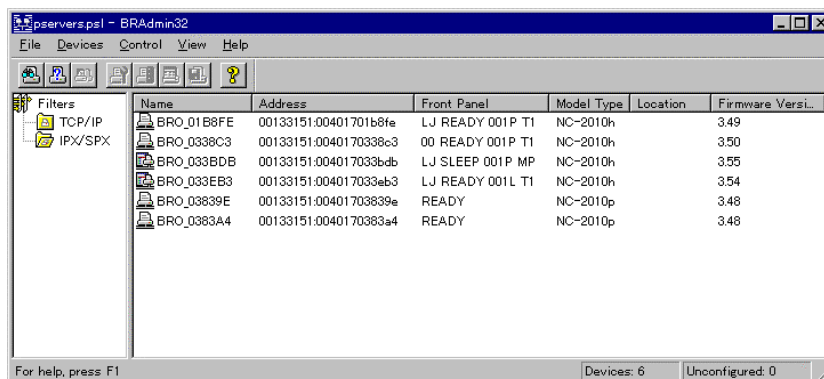 pservers.psl - BRAdmin32
File Devices Control View Help
Filters
TCP/IP
IPX/SPX
Name Address Front Panel Model Type Location Firmware Versi...
BRO_01B8FE 00133151:00401701b8fe LJ READY 001P T1 NC-2010h 3.49
BRO_0338C3 00133151:0040170338c3 00 READY 001P T1 NC-2010h 3.50
BRO_033BDB 00133151:004017033bdb LJ SLEEP 001P MP NC-2010h 3.55
BRO_033EB3 00133151:004017033eb3 LJ READY 001L T1 NC-2010h 3.54
BRO_03839E 00133151:00401703839e READY NC-2010p 3.48
BRO_0383A4 00133151:0040170383a4 READY NC-2010p 3.48
For help, press F1 Devices: 6 Unconfigured: 0